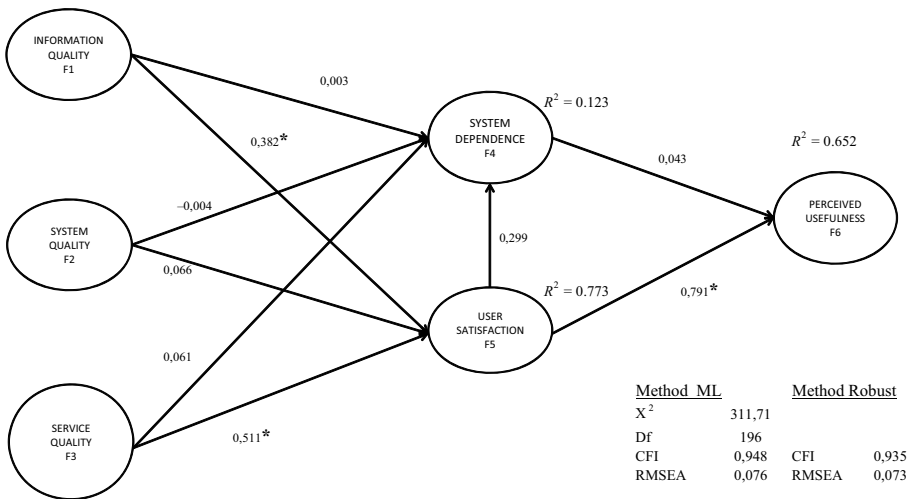 INFORMATION
QUALITY
F1
0,003
0,382*
SYSTEM
DEPENDENCE
F4
R² = 0.123
R² = 0.652
0,043
–0,004
SYSTEM
QUALITY
F2
PERCEIVED
USEFULNESS
F6
0,299
0,066
R² = 0.773
0,791*
USER
SATISFACTION
F5
0,061
SERVICE
QUALITY
F3
0,511*
Method ML Method Robust
X² 311,71
Df 196
CFI 0,948 CFI 0,935
RMSEA 0,076 RMSEA 0,073